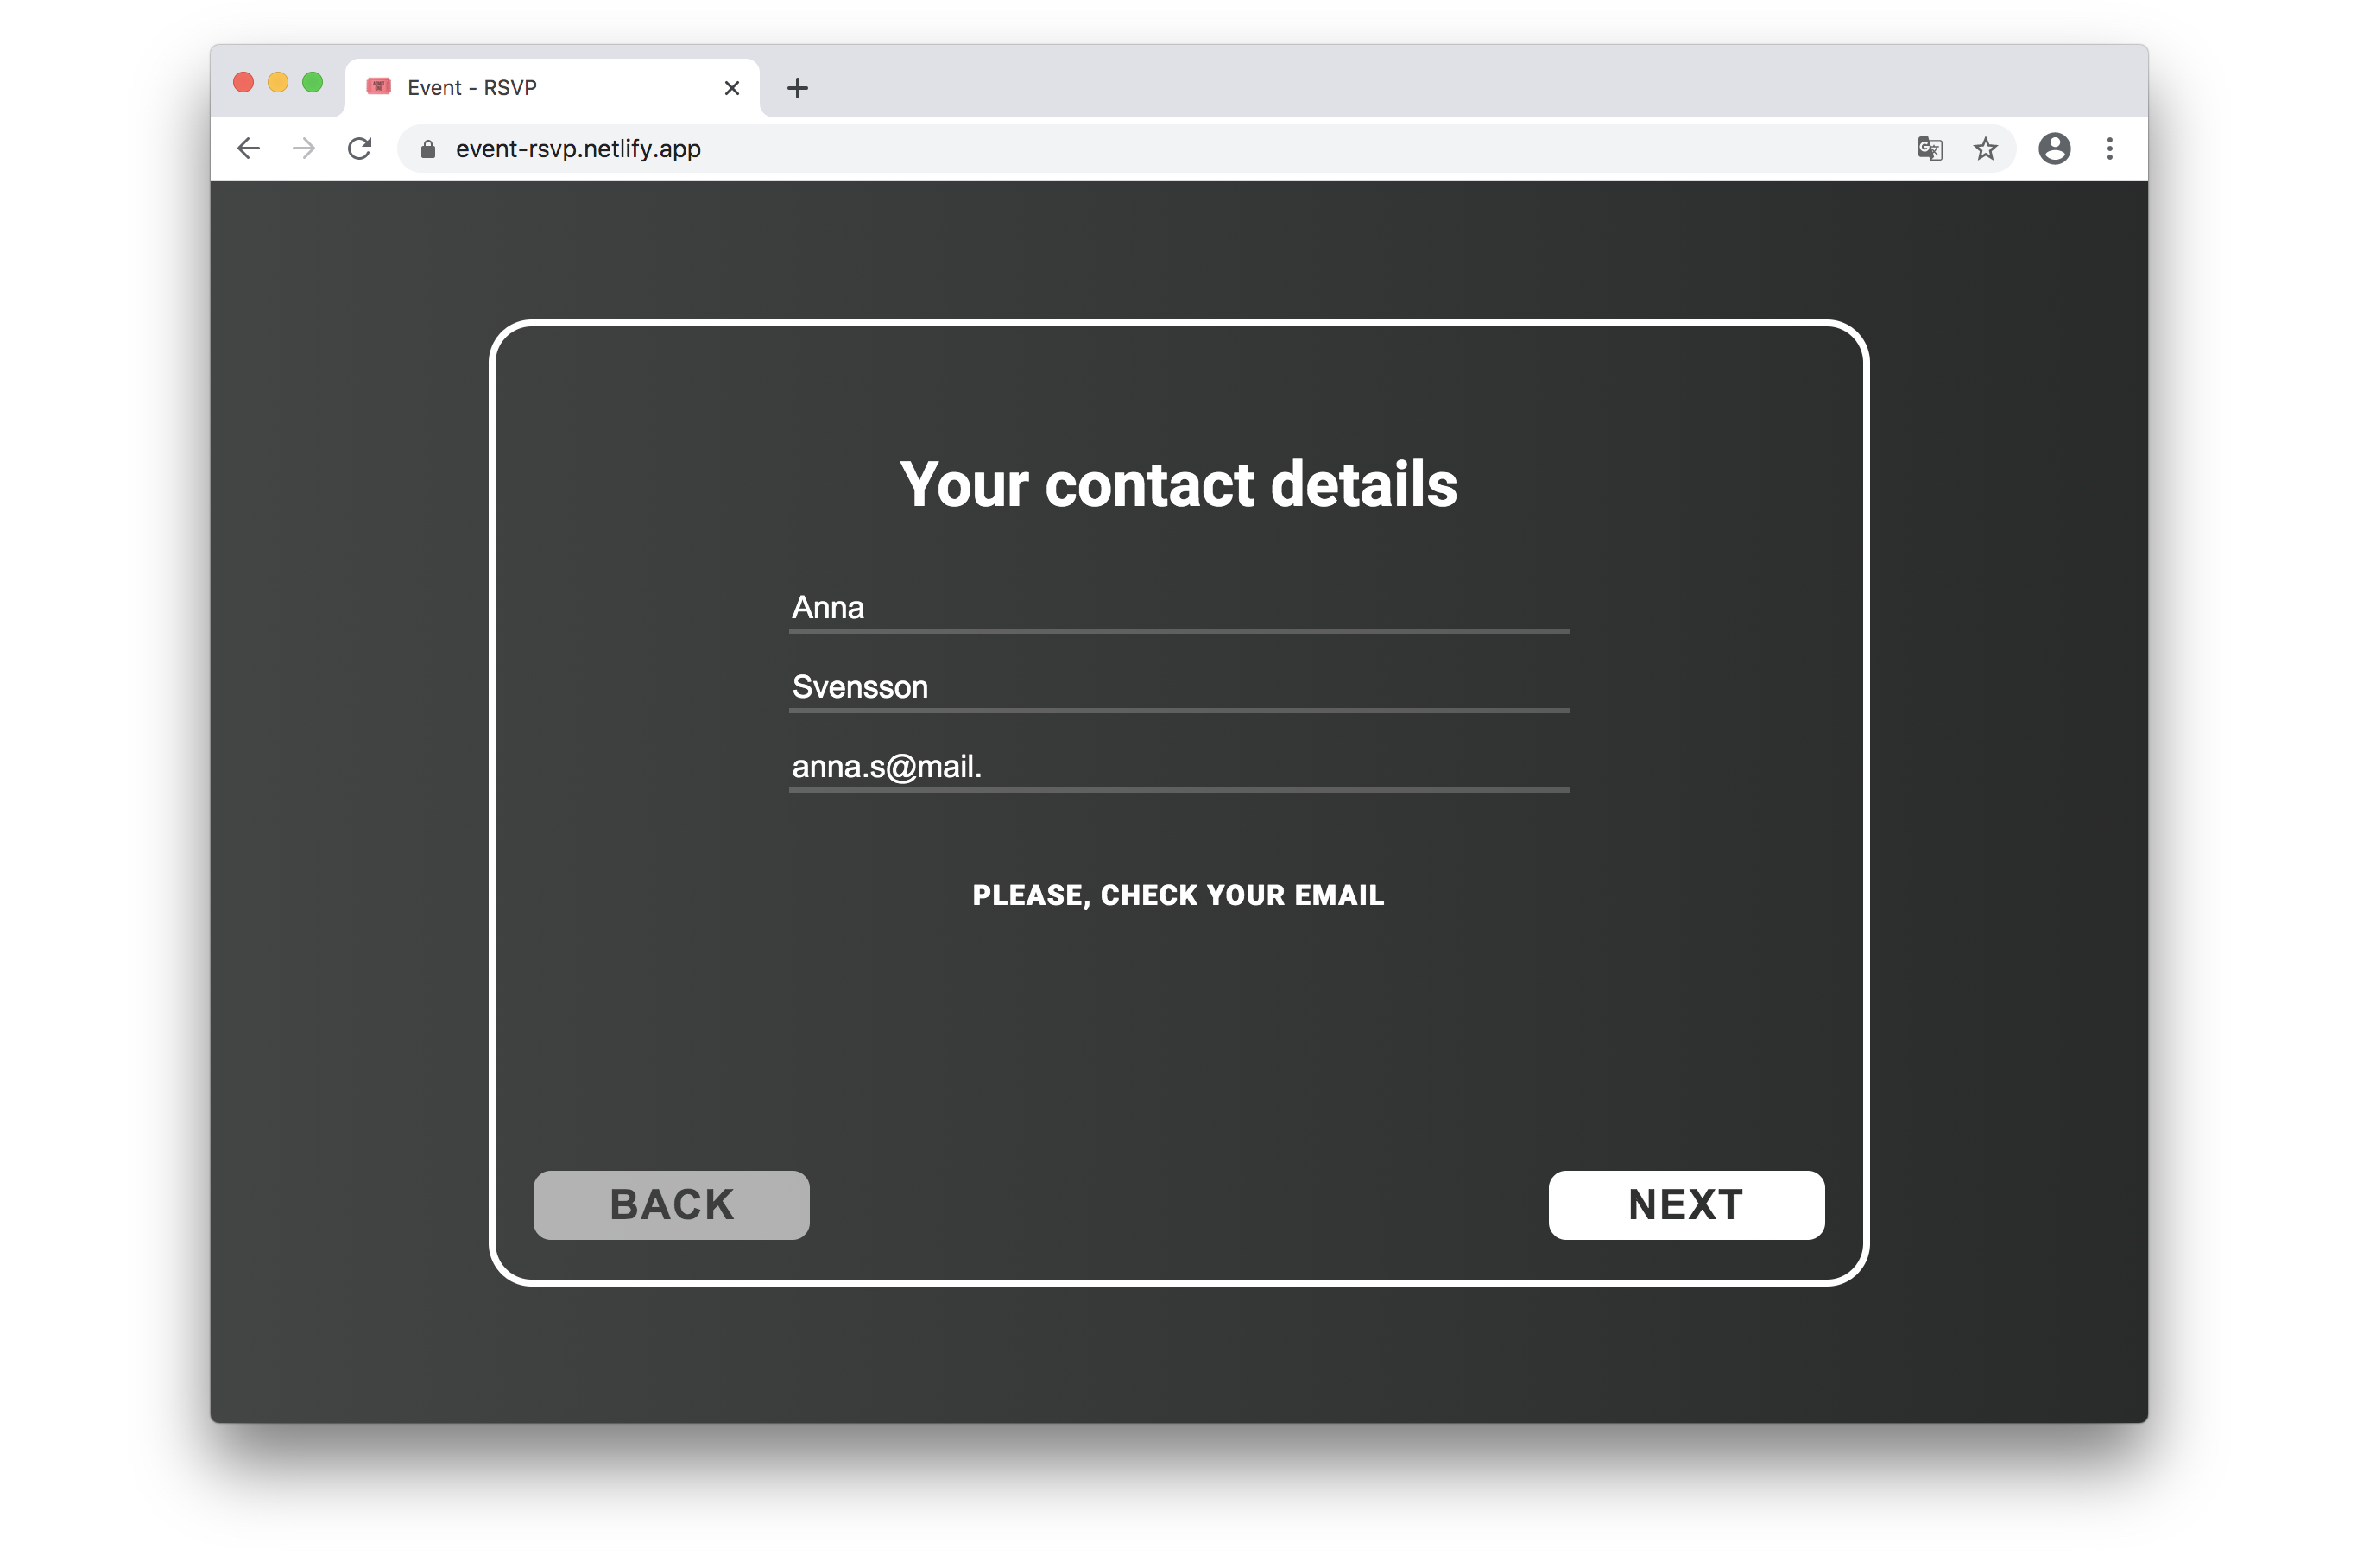 Event - RSVP
event-rsvp.netlify.app
Your contact details
Anna
Svensson
anna.s@mail.
PLEASE, CHECK YOUR EMAIL
BACK
NEXT